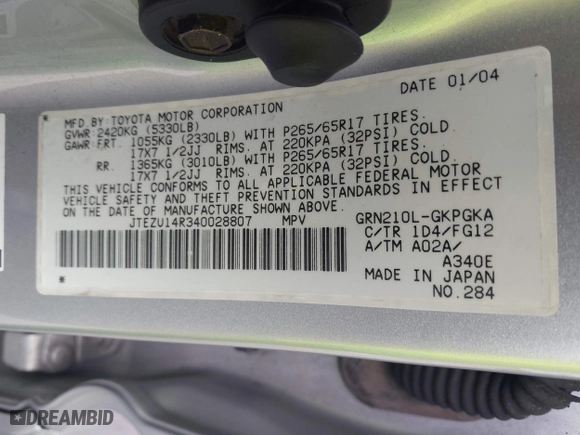 DATE 01/04
MFD. BY: TOYOTA MOTOR CORPORATION
GVWR: 2420KG (5330LB)
GAWR: FRT. 1055KG (2330LB) WITH P265/65R17 TIRES.
17X7 1/2JJ RIMS. AT 220KPA (32PSI) COLD.
RR. 1365KG (3010LB) WITH P265/65R17 TIRES.
17X7 1/2JJ RIMS. AT 220KPA (32PSI) COLD.
THIS VEHICLE CONFORMS TO ALL APPLICABLE FEDERAL MOTOR
VEHICLE SAFETY AND THEFT PREVENTION STANDARDS IN EFFECT
ON THE DATE OF MANUFACTURE SHOWN ABOVE.
JTEZU14R340028807 MPV GRN210L-GKPGKA
C/TR 1D4/FG12
A/TM A02A/
A340E
MADE IN JAPAN
NO.284
DREAMBID